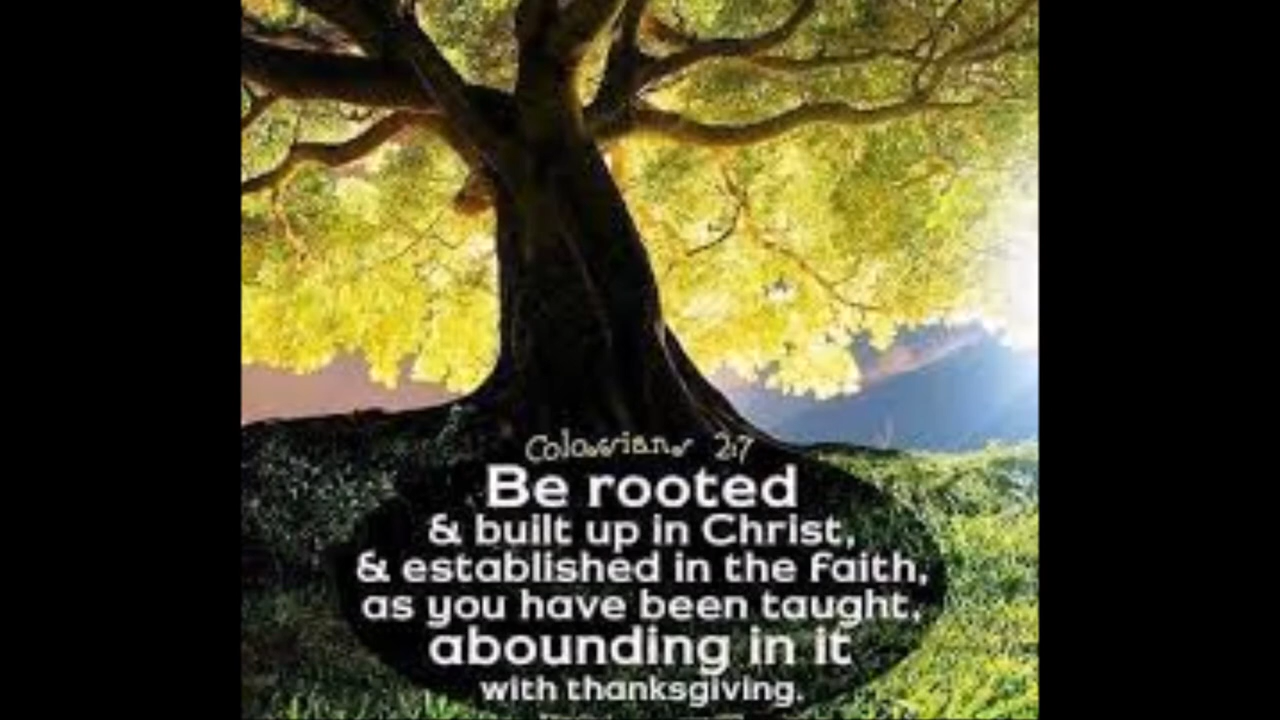 Colossians 2:7
Be rooted
& built up in Christ,
& established in the faith,
as you have been taught,
abounding in it
with thanksgiving.